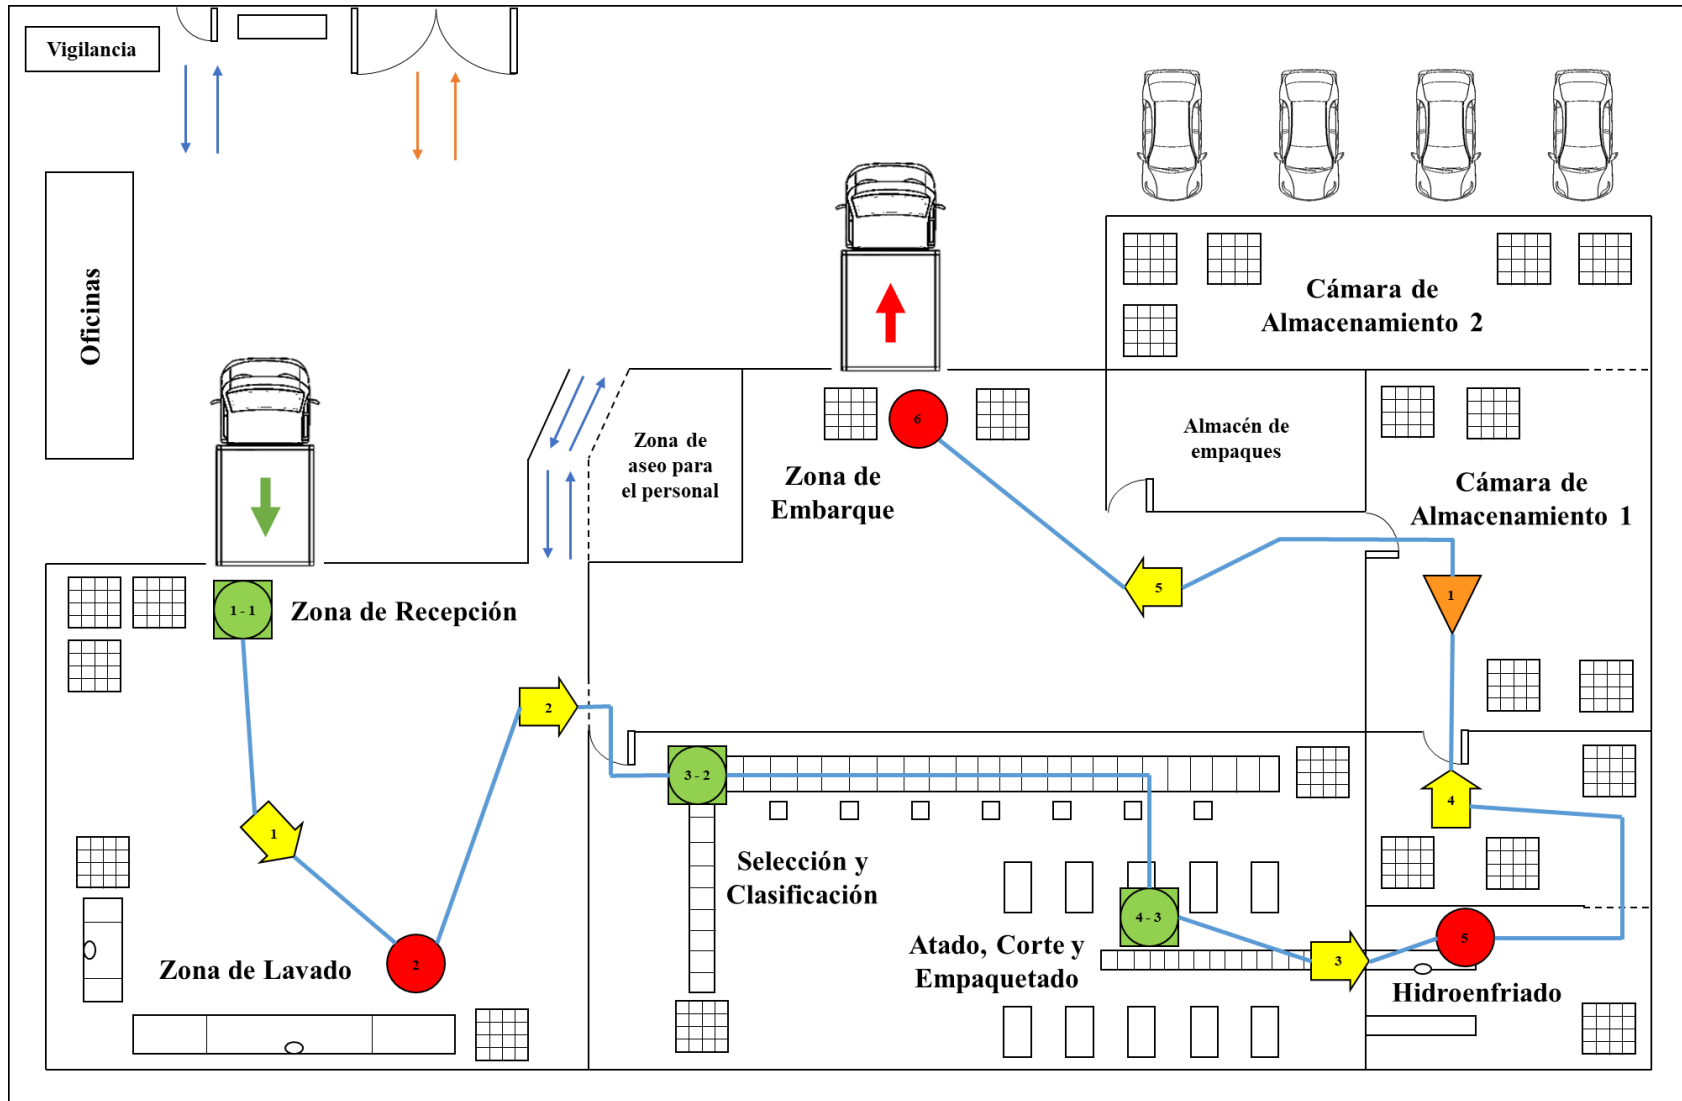 Vigilancia
Oficinas
Cámara de
Almacenamiento 2
Zona de
aseo para
el personal
6
Zona de
Embarque
Almacén de
empaques
Cámara de
Almacenamiento 1
1 - 1
Zona de Recepción
5
1
2
3 - 2
4
1
Selección y
Clasificación
4 - 3
Atado, Corte y
Empaquetado
Zona de Lavado
2
3
5
Hidroenfriado